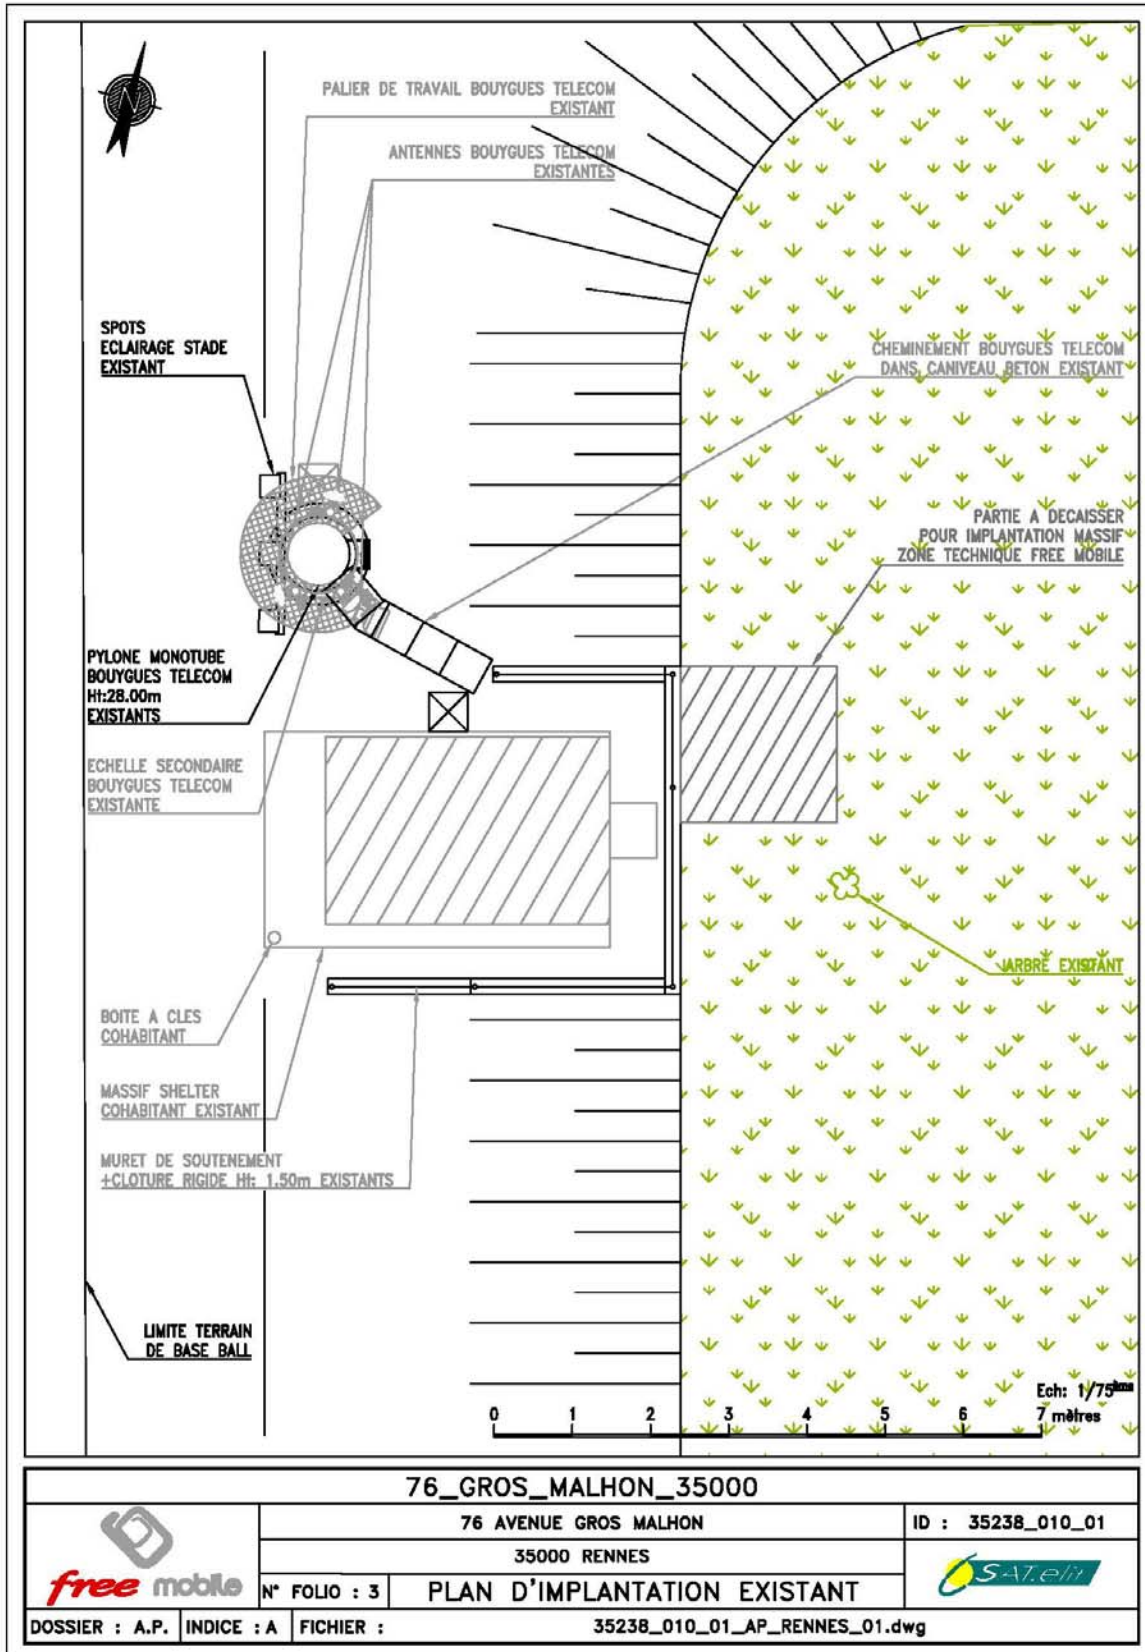 N
PALIER DE TRAVAIL BOUYGUES TELECOM
EXISTANT
ANTENNES BOUYGUES TELECOM
EXISTANTES
SPOTS
ECLAIRAGE STADE
EXISTANT
CHEMINEMENT BOUYGUES TELECOM
DANS CANIVEAU BETON EXISTANT
PARTIE A DECAISSER
POUR IMPLANTATION MASSIF
ZONE TECHNIQUE FREE MOBILE
PYLONE MONOTUBE
BOUYGUES TELECOM
Ht:28.00m
EXISTANTS
ECHELLE SECONDAIRE
BOUYGUES TELECOM
EXISTANTE
ARBRE EXISTANT
BOITE A CLES
COHABITANT
MASSIF SHELTER
COHABITANT EXISTANT
MURET DE SOUTENEMENT
+CLOTURE RIGIDE Ht: 1.50m EXISTANTS
LIMITE TERRAIN
DE BASE BALL
Ech: 1/75ème
0 1 2 3 4 5 6 7 mètres
76_GROS_MALHON_35000
76 AVENUE GROS MALHON
ID : 35238_010_01
35000 RENNES
free mobile
SAT.elit
N° FOLIO : 3
PLAN D'IMPLANTATION EXISTANT
DOSSIER : A.P.
INDICE : A
FICHIER :
35238_010_01_AP_RENNES_01.dwg